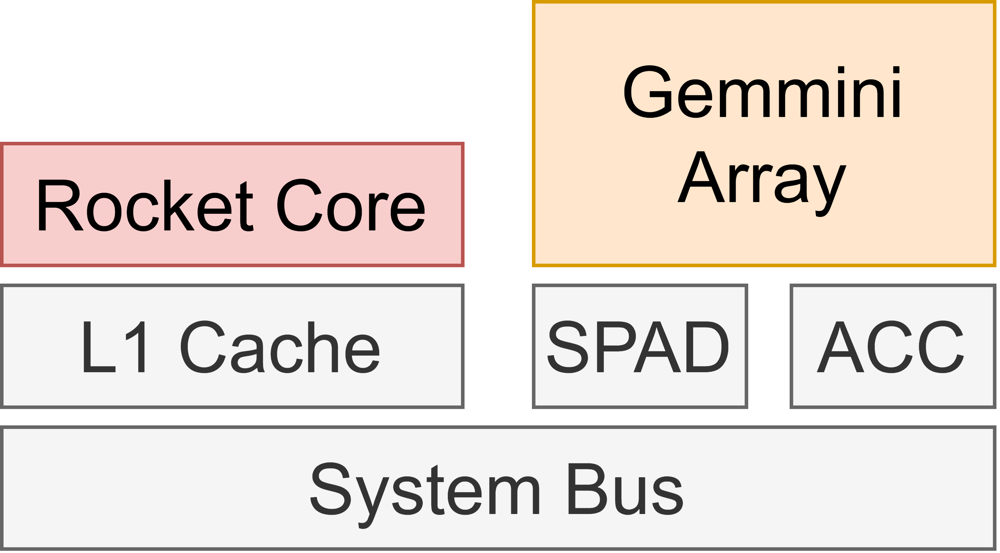 Gemmini
Array
Rocket Core
L1 Cache
SPAD
ACC
System Bus